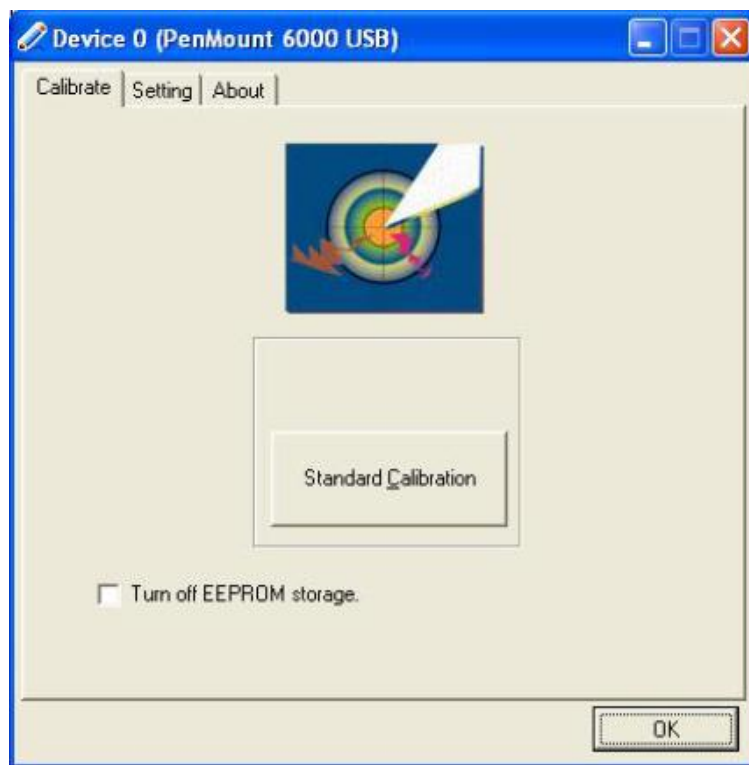 Device 0 (PenMount 6000 USB)
Calibrate Setting About
Standard Calibration
Turn off EEPROM storage.
OK